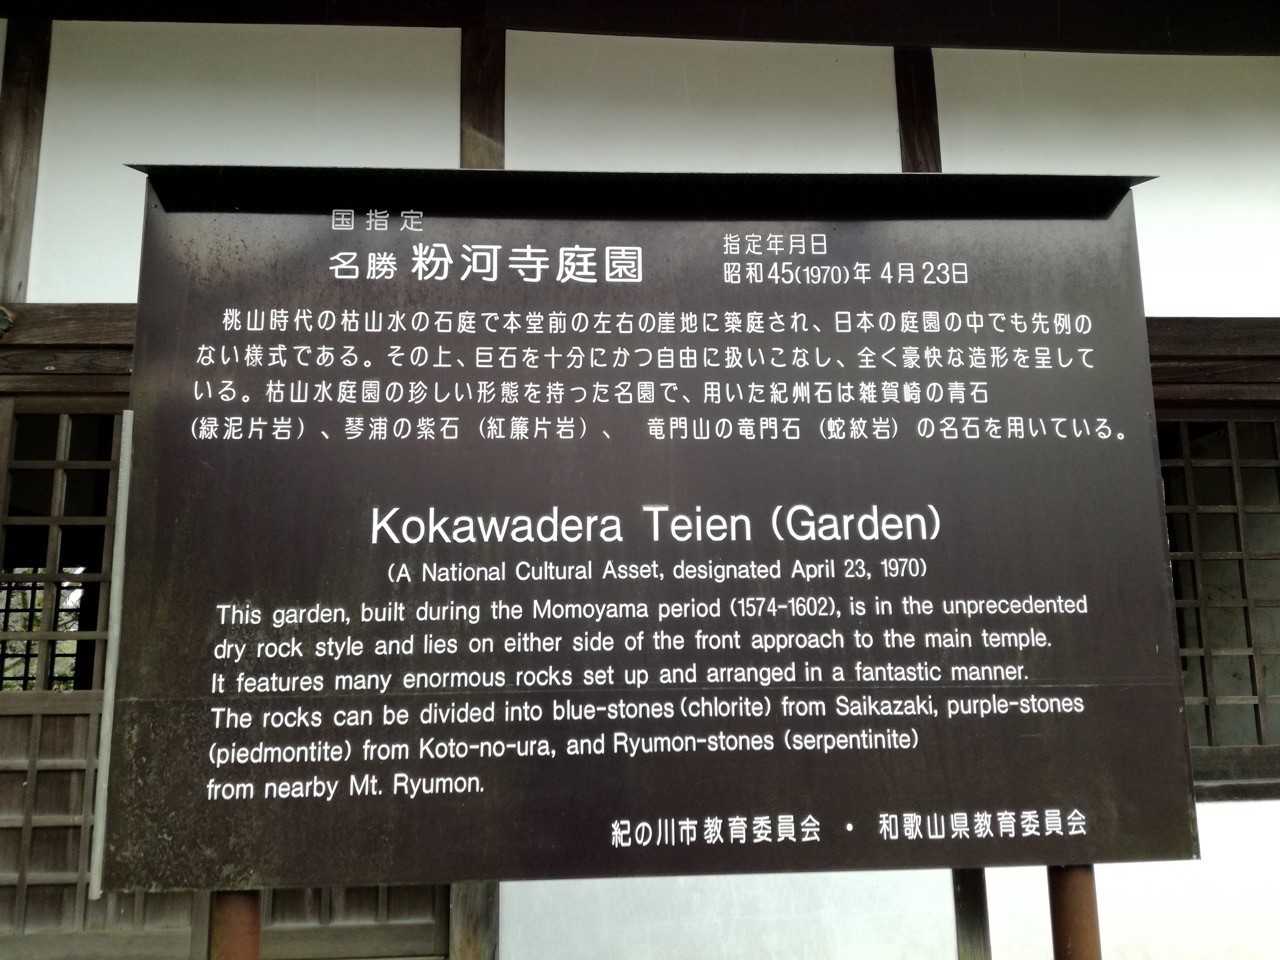 国指定
名勝 粉河寺庭園
指定年月日
昭和45(1970)年 4月23日
桃山時代の枯山水の石庭で本堂前の左右の崖地に築庭され、日本の庭園の中でも先例の
ない様式である。その上、巨石を十分にかつ自由に扱いこなし、全く豪快な造形を呈して
いる。枯山水庭園の珍しい形態を持った名園で、用いた紀州石は雑賀崎の青石
(緑泥片岩)、琴浦の紫石(紅簾片岩)、 竜門山の竜門石(蛇紋岩)の名石を用いている。
Kokawadera Teien (Garden)
(A National Cultural Asset, designated April 23, 1970)
This garden, built during the Momoyama period (1574-1602), is in the unprecedented
dry rock style and lies on either side of the front approach to the main temple.
It features many enormous rocks set up and arranged in a fantastic manner.
The rocks can be divided into blue-stones (chlorite) from Saikazaki, purple-stones
(piedmontite) from Koto-no-ura, and Ryumon-stones (serpentinite)
from nearby Mt. Ryumon.
紀の川市教育委員会 ・ 和歌山県教育委員会